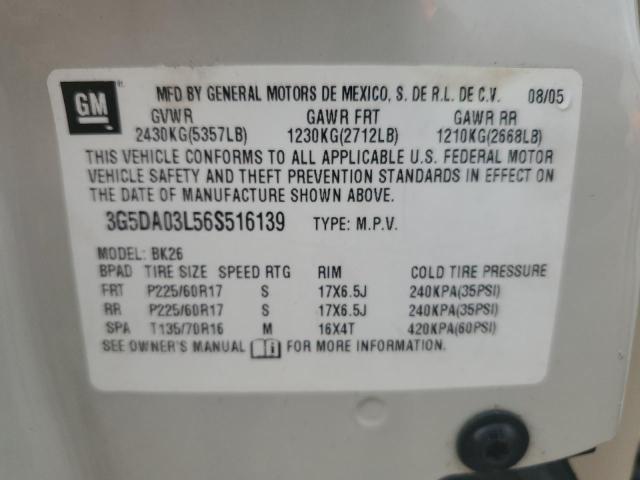 GM
MFD BY GENERAL MOTORS DE MEXICO, S. DE R.L. DE C.V. 08/05
GVWR GAWR FRT GAWR RR
2430KG(5357LB) 1230KG(2712LB) 1210KG(2668LB)
THIS VEHICLE CONFORMS TO ALL APPLICABLE U.S. FEDERAL MOTOR
VEHICLE SAFETY AND THEFT PREVENTION STANDARDS IN EFFECT ON
THE DATE OF MANUFACTURE SHOWN ABOVE.
3G5DA03L56S516139 TYPE: M.P.V.
MODEL: BK26
BPAD TIRE SIZE SPEED RTG RIM COLD TIRE PRESSURE
FRT P225/60R17 S 17X6.5J 240KPA(35PSI)
RR P225/60R17 S 17X6.5J 240KPA(35PSI)
SPA T135/70R16 M 16X4T 420KPA(60PSI)
SEE OWNER'S MANUAL FOR MORE INFORMATION.